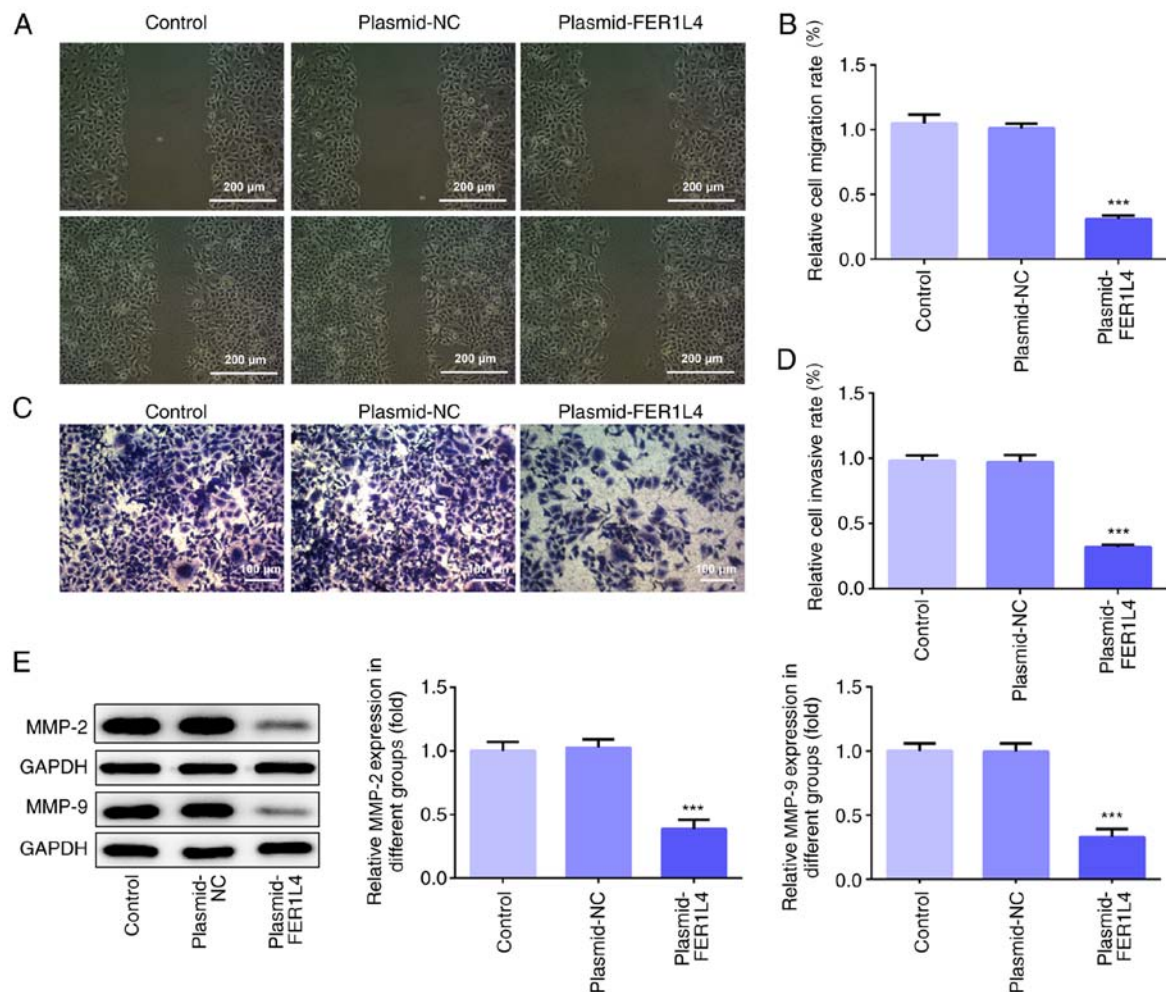 A
Control
Plasmid-NC
Plasmid-FER1L4
200 µm
200 µm
200 µm
200 µm
200 µm
200 µm
B
Relative cell migration rate (%)
1.5
1.0
0.5
0.0
***
Control
Plasmid-NC
Plasmid-
FER1L4
C
Control
Plasmid-NC
Plasmid-FER1L4
100 µm
100 µm
100 µm
D
Relative cell invasive rate (%)
1.5
1.0
0.5
0.0
***
Control
Plasmid-NC
Plasmid-
FER1L4
E
MMP-2
GAPDH
MMP-9
GAPDH
Control
Plasmid-
NC
Plasmid-
FER1L4
Relative MMP-2 expression in
different groups (fold)
1.5
1.0
0.5
0.0
***
Control
Plasmid-NC
Plasmid-
FER1L4
Relative MMP-9 expression in
different groups (fold)
1.5
1.0
0.5
0.0
***
Control
Plasmid-NC
Plasmid-
FER1L4